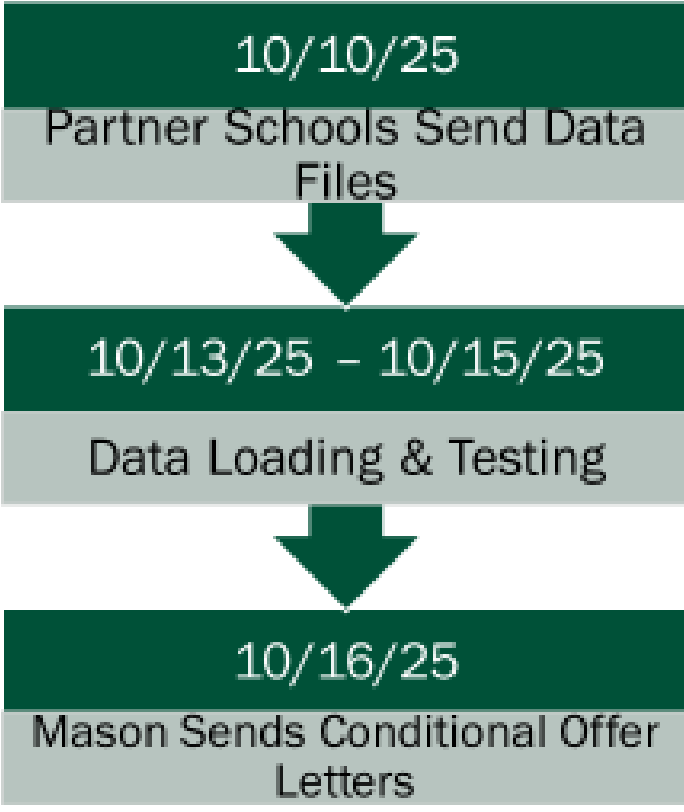 10/10/25
Partner Schools Send Data
Files
10/13/25 – 10/15/25
Data Loading & Testing
10/16/25
Mason Sends Conditional Offer
Letters